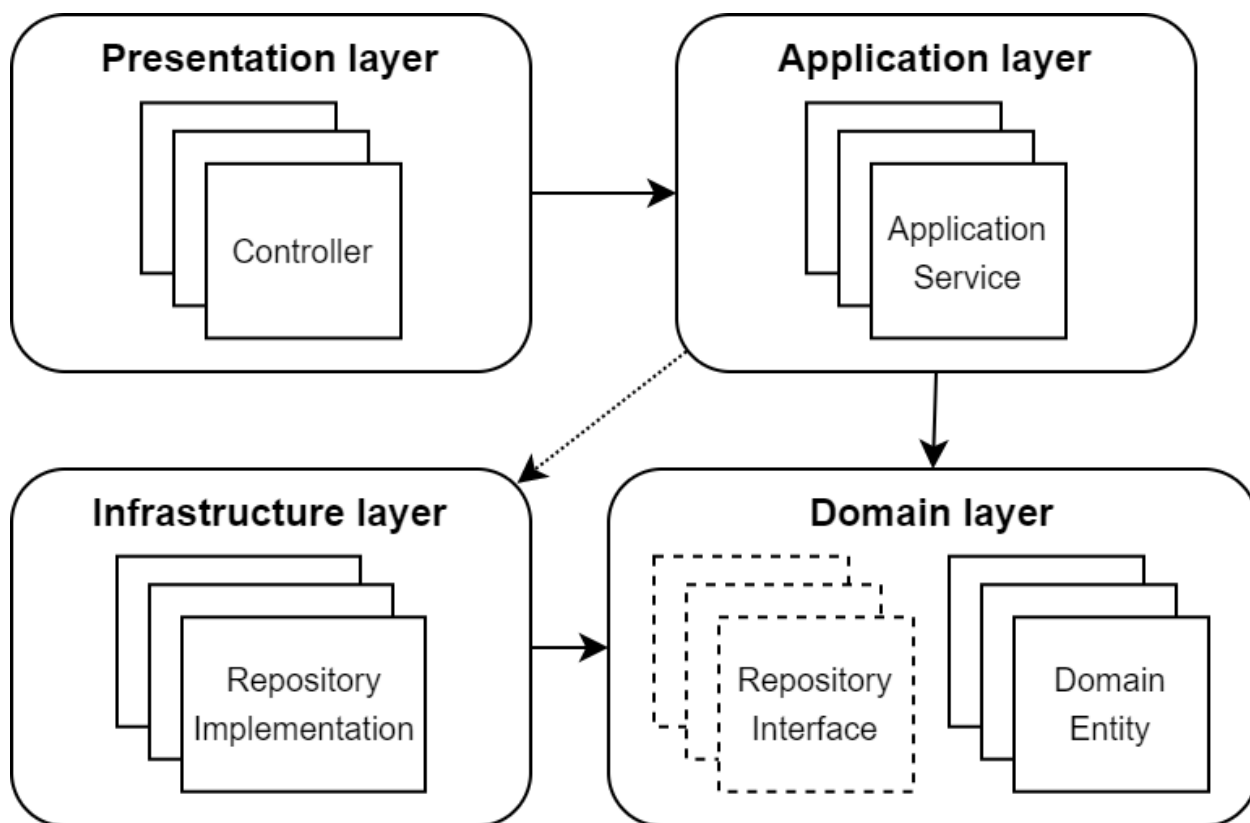 Presentation layer
Controller
Application layer
Application
Service
Infrastructure layer
Repository
Implementation
Domain layer
Repository
Interface
Domain
Entity